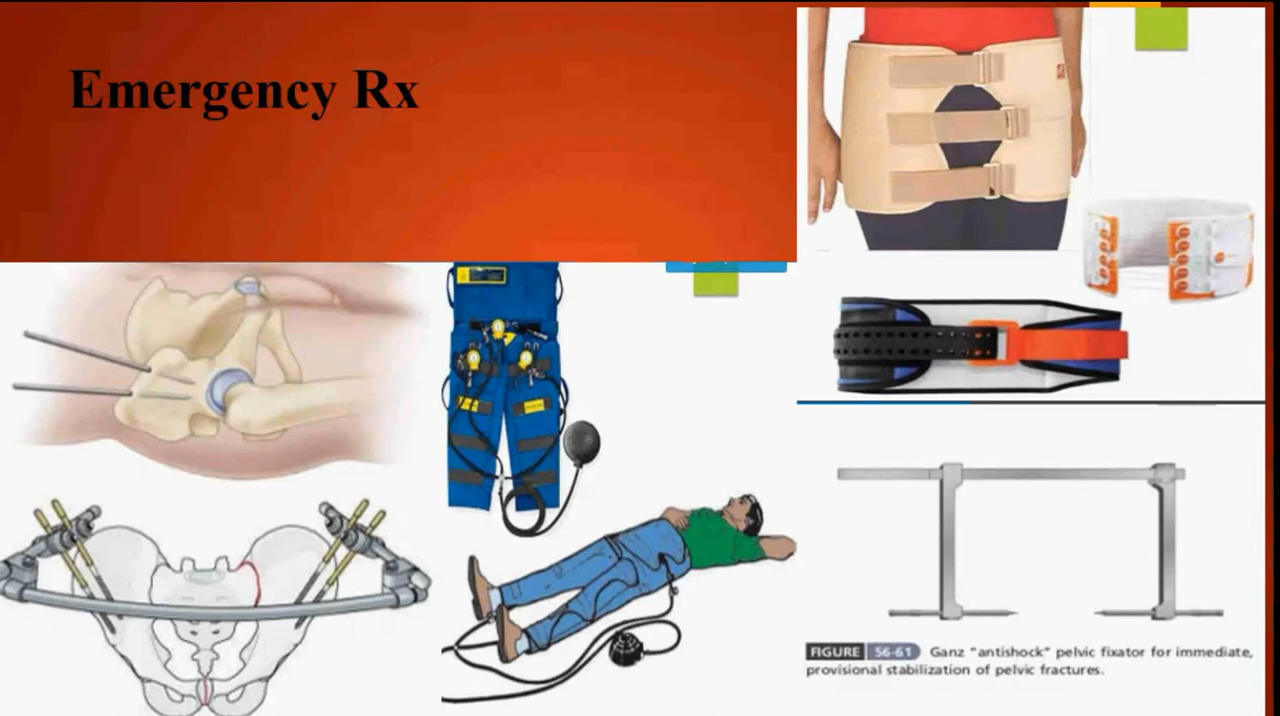 Emergency Rx
FIGURE 56-61 Ganz "antishock" pelvic fixator for immediate,
provisional stabilization of pelvic fractures.